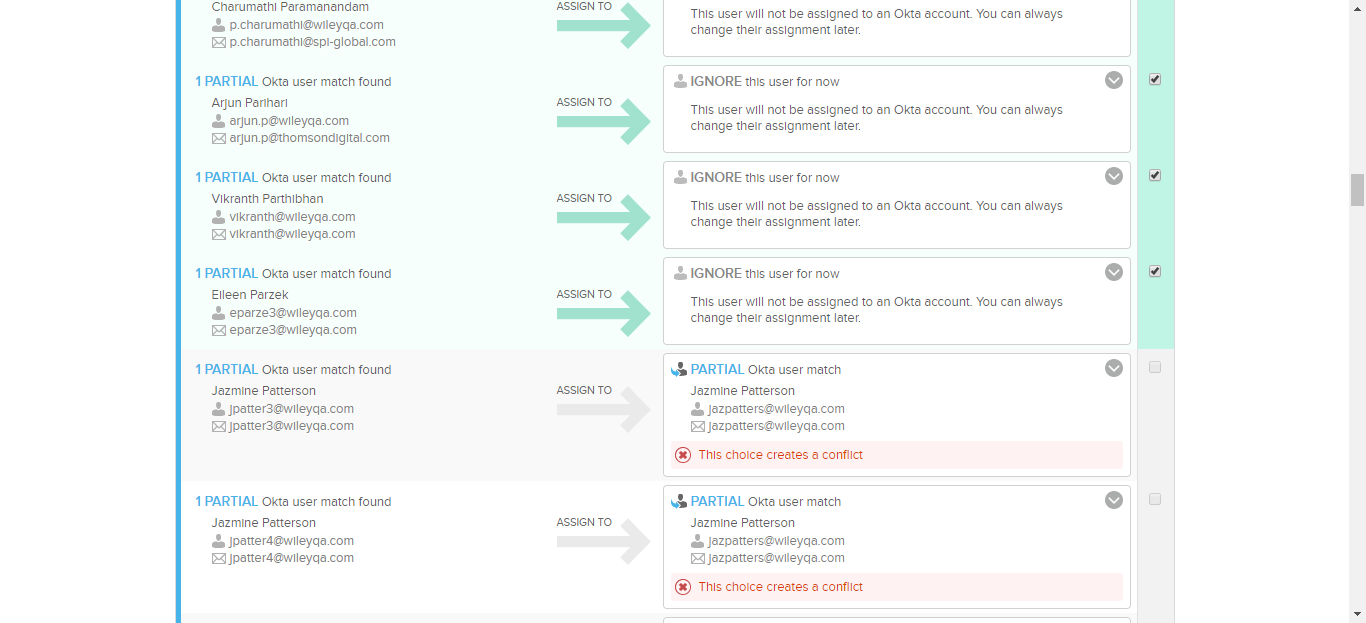 Charumathi Paramanandam
p.charumathi@wileyqa.com
p.charumathi@spi-global.com
ASSIGN TO
This user will not be assigned to an Okta account. You can always
change their assignment later.
1 PARTIAL Okta user match found
Arjun Parihari
arjun.p@wileyqa.com
arjun.p@thomsondigital.com
ASSIGN TO
IGNORE this user for now
This user will not be assigned to an Okta account. You can always
change their assignment later.
1 PARTIAL Okta user match found
Vikranth Parthibhan
vikranth@wileyqa.com
vikranth@wileyqa.com
ASSIGN TO
IGNORE this user for now
This user will not be assigned to an Okta account. You can always
change their assignment later.
1 PARTIAL Okta user match found
Eileen Parzek
eparze3@wileyqa.com
eparze3@wileyqa.com
ASSIGN TO
IGNORE this user for now
This user will not be assigned to an Okta account. You can always
change their assignment later.
1 PARTIAL Okta user match found
Jazmine Patterson
jpatter3@wileyqa.com
jpatter3@wileyqa.com
ASSIGN TO
PARTIAL Okta user match
Jazmine Patterson
jazpatters@wileyqa.com
jazpatters@wileyqa.com
This choice creates a conflict
1 PARTIAL Okta user match found
Jazmine Patterson
jpatter4@wileyqa.com
jpatter4@wileyqa.com
ASSIGN TO
PARTIAL Okta user match
Jazmine Patterson
jazpatters@wileyqa.com
jazpatters@wileyqa.com
This choice creates a conflict